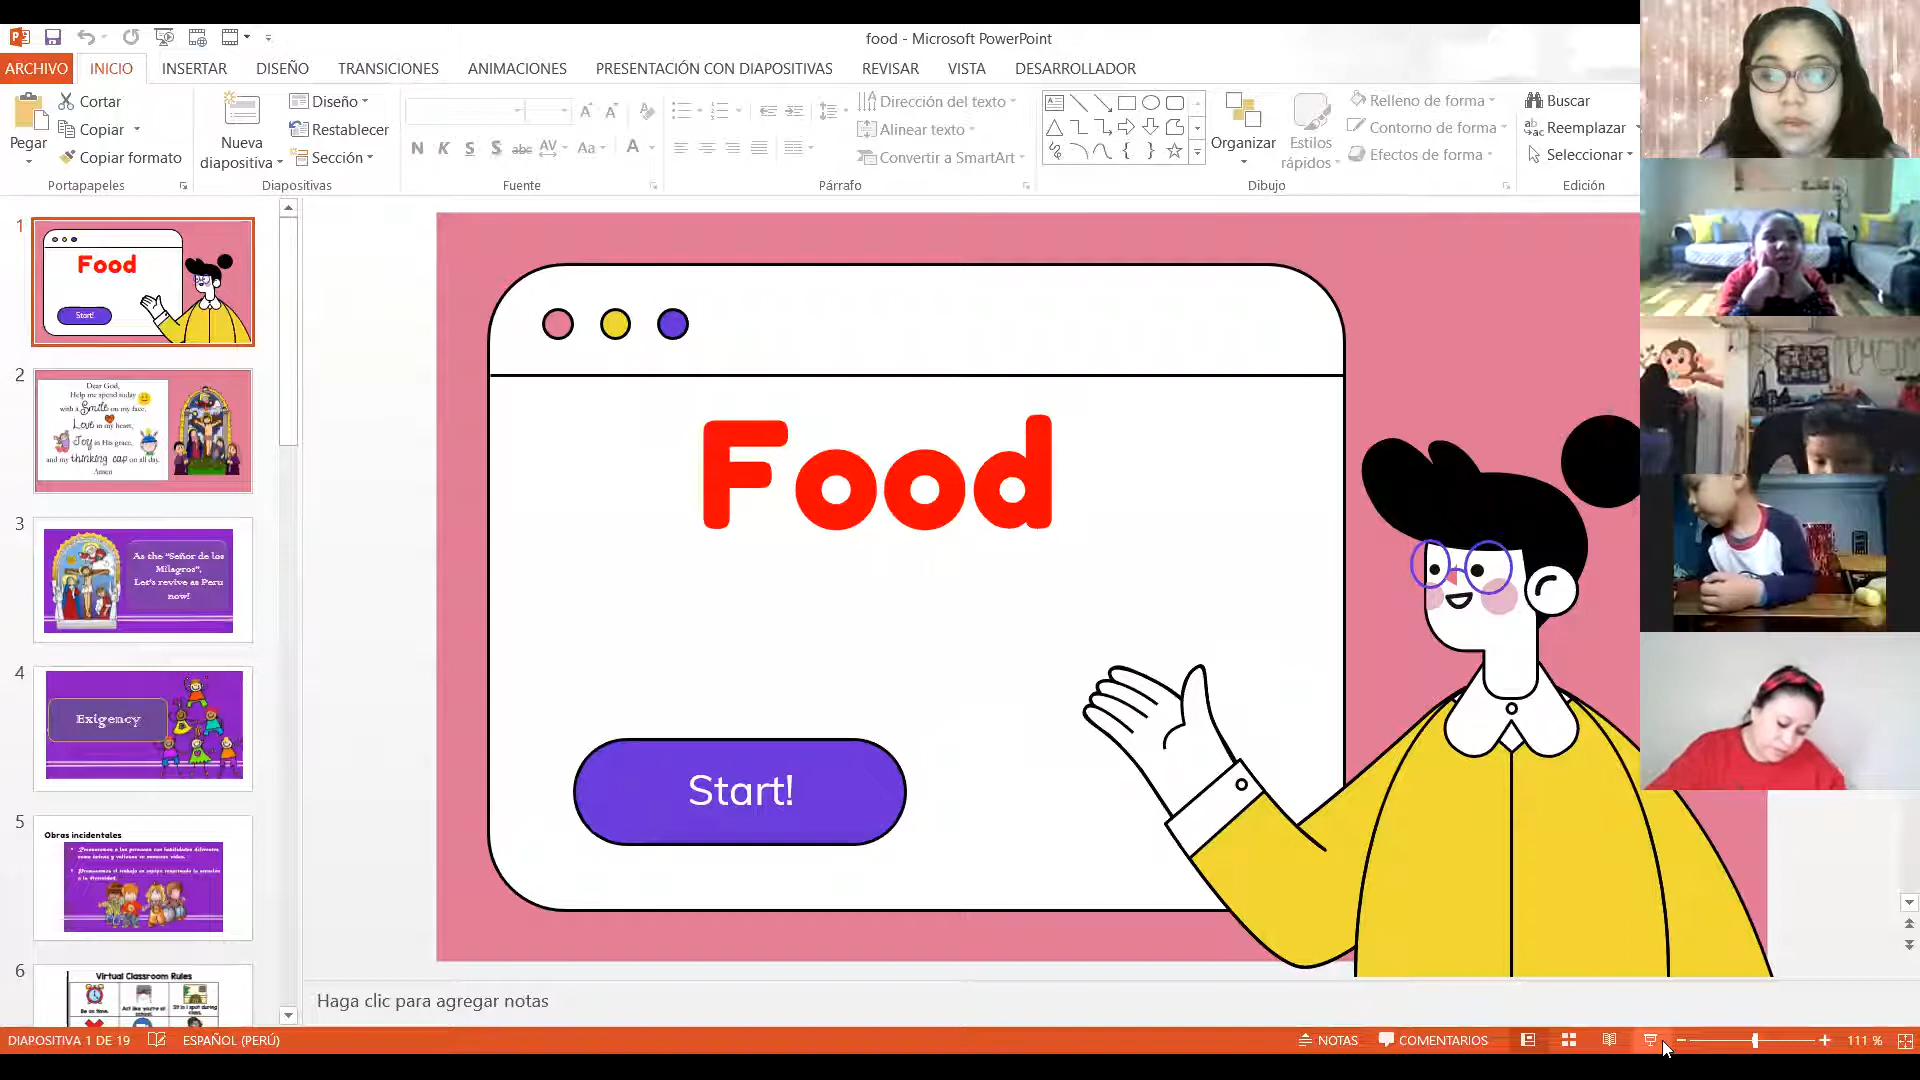 food - Microsoft PowerPoint
ARCHIVO INICIO INSERTAR DISEÑO TRANSICIONES ANIMACIONES PRESENTACIÓN CON DIAPOSITIVAS REVISAR VISTA DESARROLLADOR
Pegar
Cortar
Copiar
Copiar formato
Portapapeles
Nueva
diapositiva
Diseño
Restablecer
Sección
Diapositivas
N K S S abc AV Aa A
Fuente
Dirección del texto
Alinear texto
Convertir a SmartArt
Párrafo
Organizar
Estilos
rápidos
Relleno de forma
Contorno de forma
Efectos de forma
Dibujo
Buscar
Reemplazar
Seleccionar
Edición
1
Food
Start!
2
Dear God,
Help me spend today
with a Smile on my face,
Love in my heart,
Joy in His grace,
and my thinking cap on all day.
Amen
3
As the "Señor de los
Milagros",
Let's revive as Peru
now!
4
Exigency
5
Obras incidentales
6
Virtual Classroom Rules
Be on time.
Food
Start!
Haga clic para agregar notas
DIAPOSITIVA 1 DE 19 ESPAÑOL (PERÚ) NOTAS COMENTARIOS 111 %